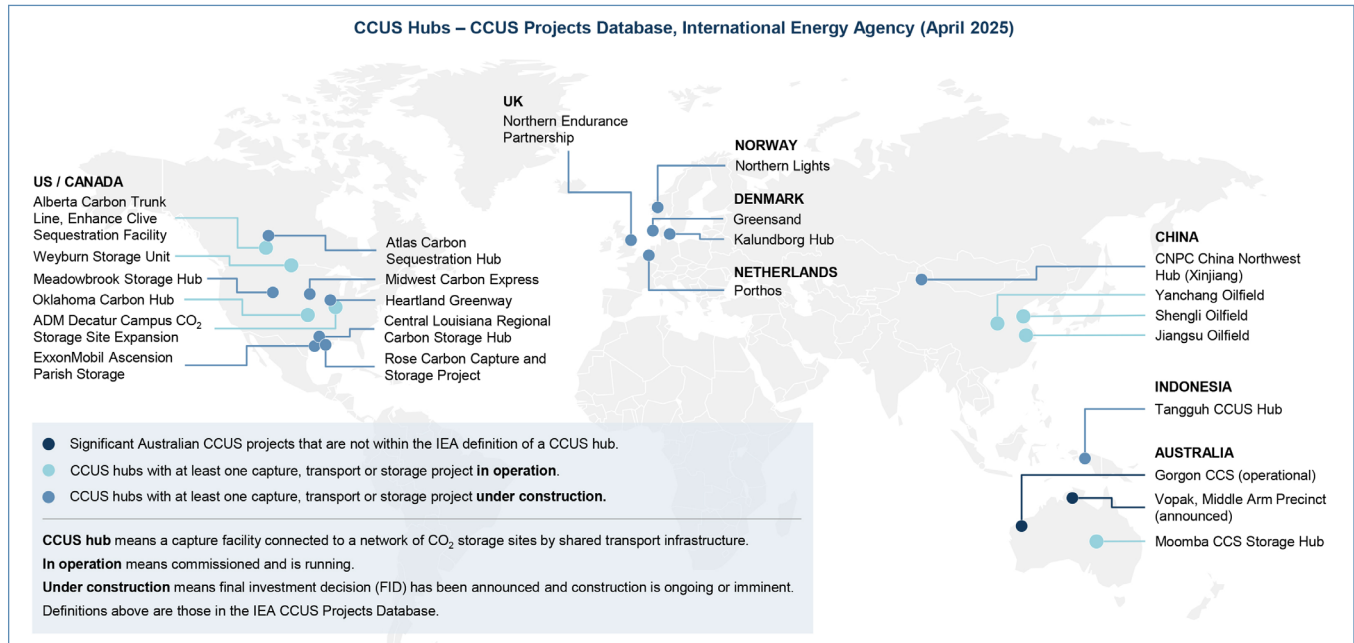 CCUS Hubs – CCUS Projects Database, International Energy Agency (April 2025)
UK
Northern Endurance
Partnership
NORWAY
Northern Lights
DENMARK
Greensand
Kalundborg Hub
NETHERLANDS
Porthos
US / CANADA
Alberta Carbon Trunk
Line, Enhance Clive
Sequestration Facility
Weyburn Storage Unit
Meadowbrook Storage Hub
Oklahoma Carbon Hub
ADM Decatur Campus CO₂
Storage Site Expansion
ExxonMobil Ascension
Parish Storage
Atlas Carbon
Sequestration Hub
Midwest Carbon Express
Heartland Greenway
Central Louisiana Regional
Carbon Storage Hub
Rose Carbon Capture and
Storage Project
CHINA
CNPC China Northwest
Hub (Xinjiang)
Yanchang Oilfield
Shengli Oilfield
Jiangsu Oilfield
INDONESIA
Tangguh CCUS Hub
AUSTRALIA
Gorgon CCS (operational)
Vopak, Middle Arm Precinct
(announced)
Moomba CCS Storage Hub
Significant Australian CCUS projects that are not within the IEA definition of a CCUS hub.
CCUS hubs with at least one capture, transport or storage project in operation.
CCUS hubs with at least one capture, transport or storage project under construction.
CCUS hub means a capture facility connected to a network of CO₂ storage sites by shared transport infrastructure.
In operation means commissioned and is running.
Under construction means final investment decision (FID) has been announced and construction is ongoing or imminent.
Definitions above are those in the IEA CCUS Projects Database.